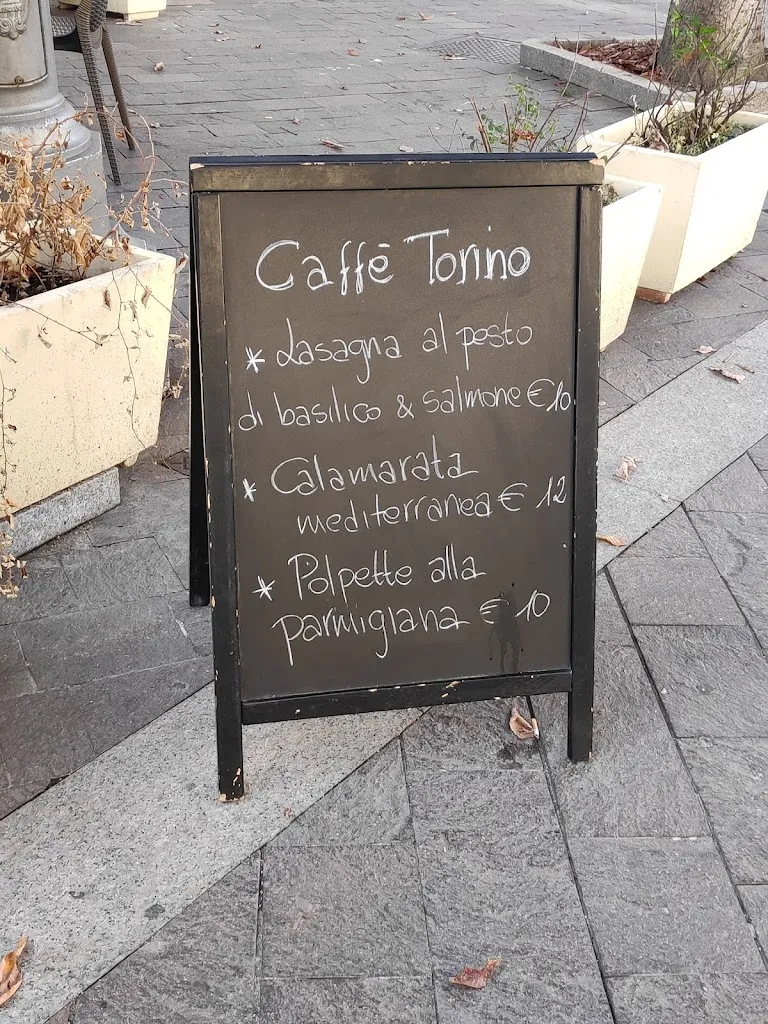 Caffè Torino
* Lasagna al pesto
di basilico & salmone €10
* Calamarata
mediterranea € 12
* Polpette alla
parmigiana € 10